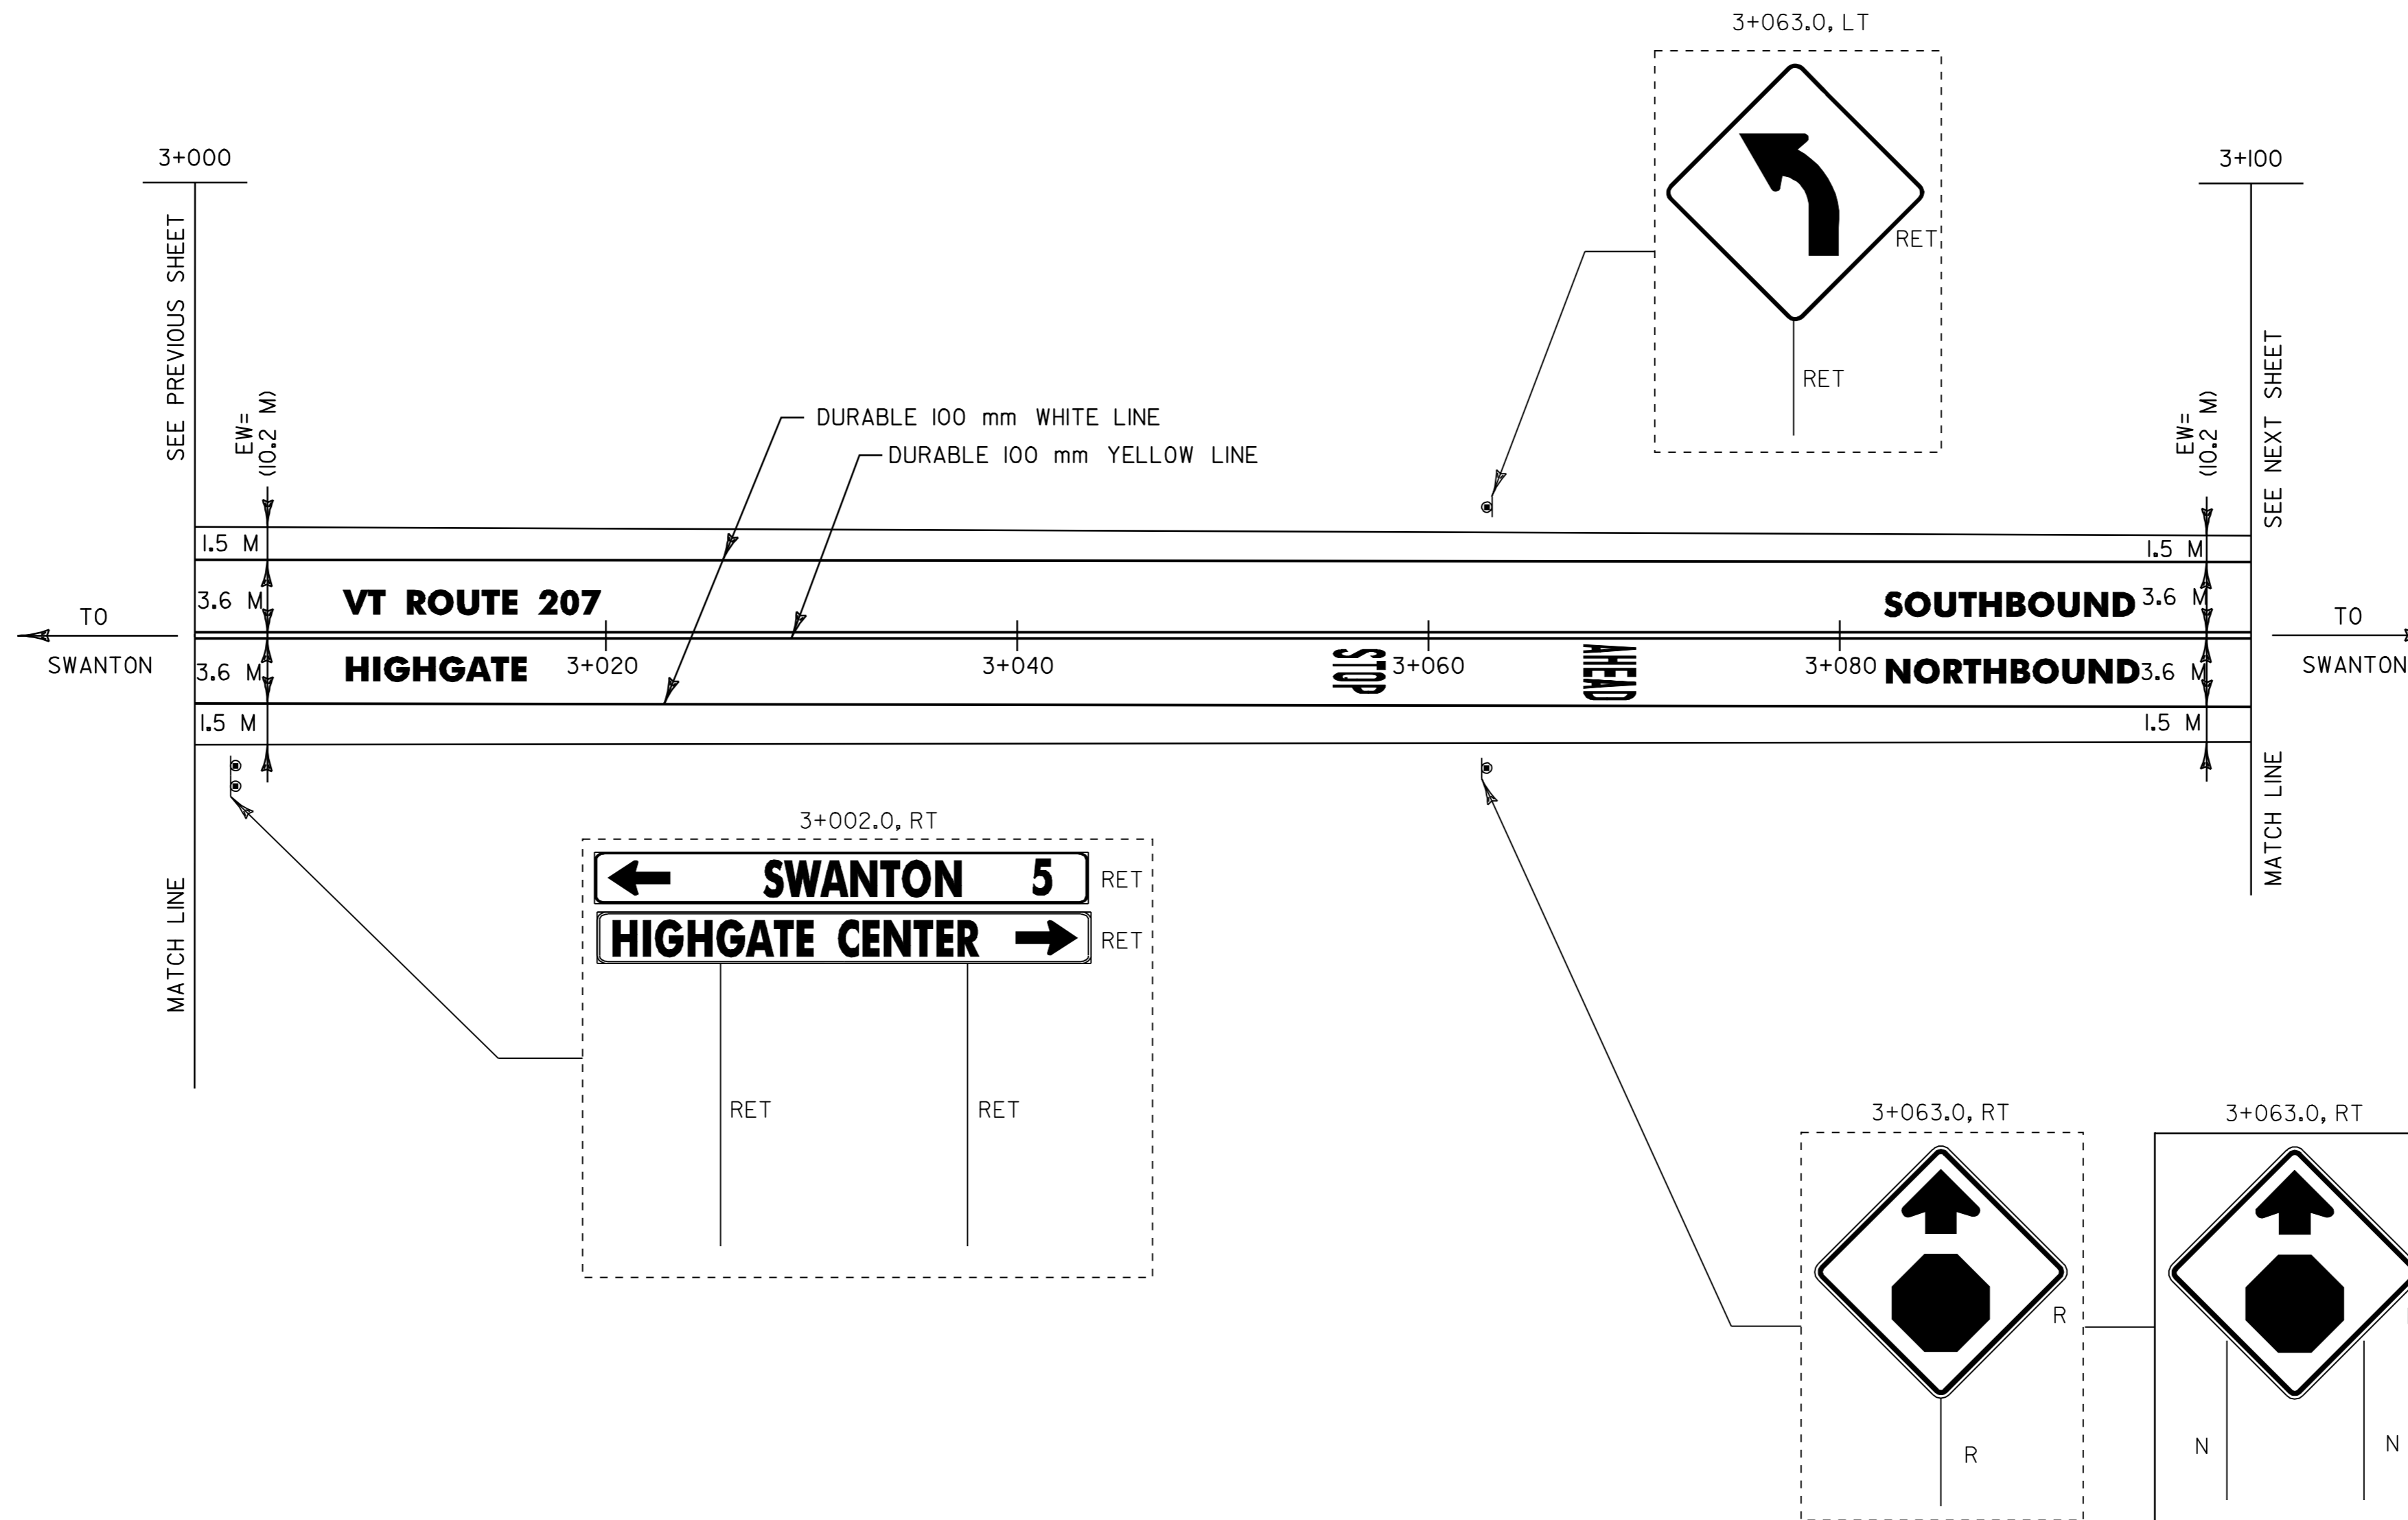 3+063.0, LT
RET
RET
3+000
3+100
SEE PREVIOUS SHEET
SEE NEXT SHEET
EW=
(10.2 M)
EW=
(10.2 M)
DURABLE 100 mm WHITE LINE
DURABLE 100 mm YELLOW LINE
1.5 M
1.5 M
3.6 M
VT ROUTE 207
SOUTHBOUND
3.6 M
TO
SWANTON
TO
SWANTON
3.6 M
HIGHGATE
3+020
3+040
STOP
3+060
AHEAD
3+080
NORTHBOUND
3.6 M
1.5 M
1.5 M
MATCH LINE
MATCH LINE
3+002.0, RT
SWANTON 5
RET
HIGHGATE CENTER
RET
RET
RET
3+063.0, RT
R
R
3+063.0, RT
N
N